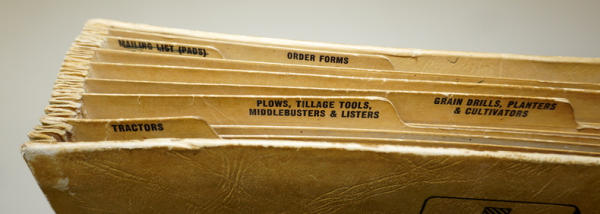 MAILING LIST (PADS)
ORDER FORMS
PLOWS, TILLAGE TOOLS,
MIDDLEBUSTERS & LISTERS
GRAIN DRILLS, PLANTERS
& CULTIVATORS
TRACTORS